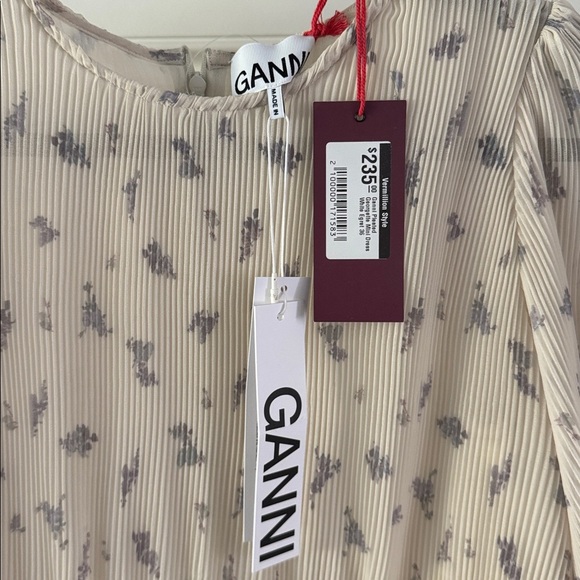 GANNI
MADE IN
Vermillion Style
$235.00
Ganni Pleated
Georgette Mini Dress
White Egret 36
2100000171583
GANNI